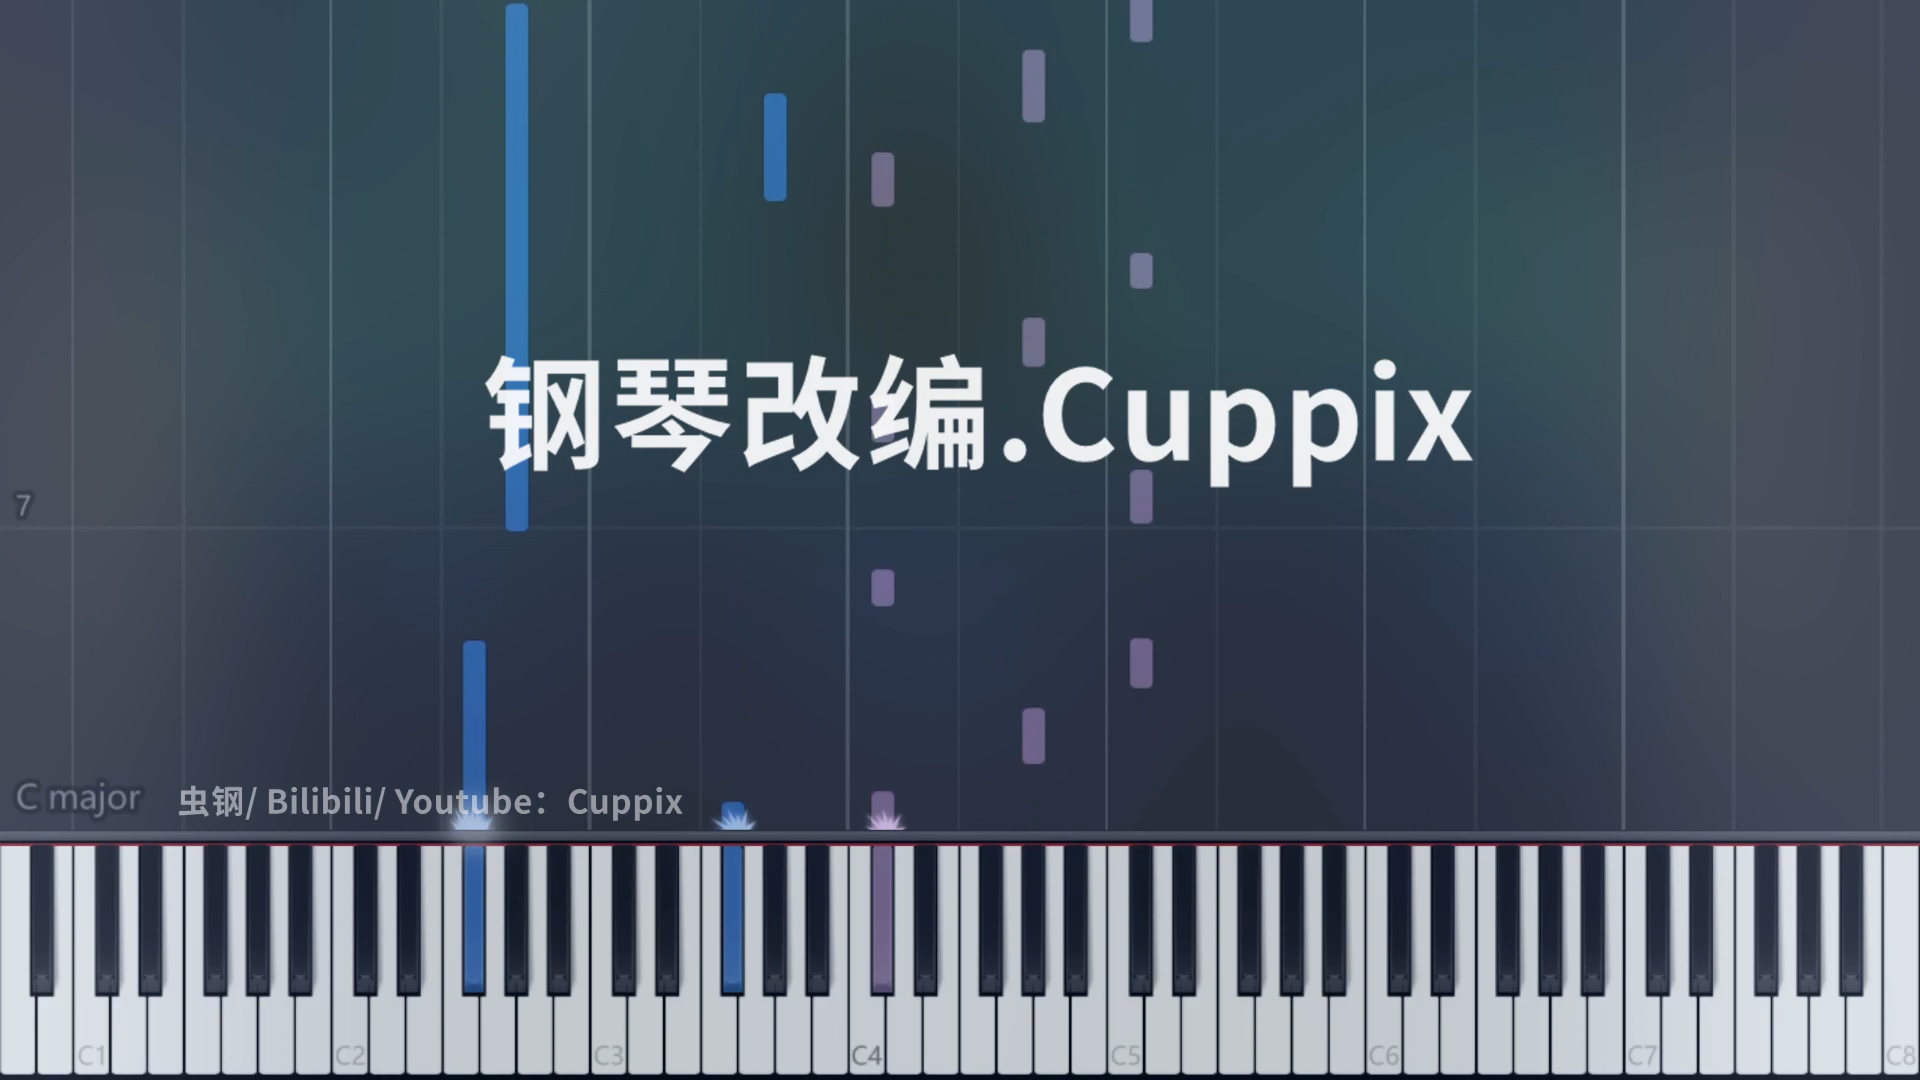 钢琴改编.Cuppix
7
C major
虫钢/ Bilibili/ Youtube：Cuppix
C1 C2 C3 C4 C5 C6 C7 C8